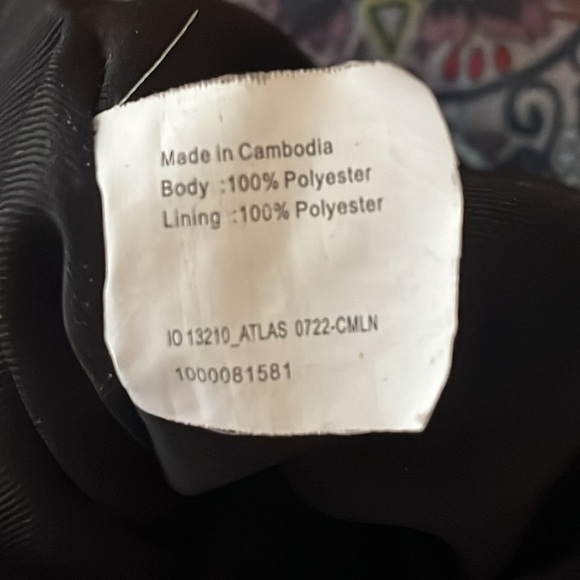 Made in Cambodia
Body :100% Polyester
Lining :100% Polyester
IO 13210_ATLAS 0722-CMLN
1000081581